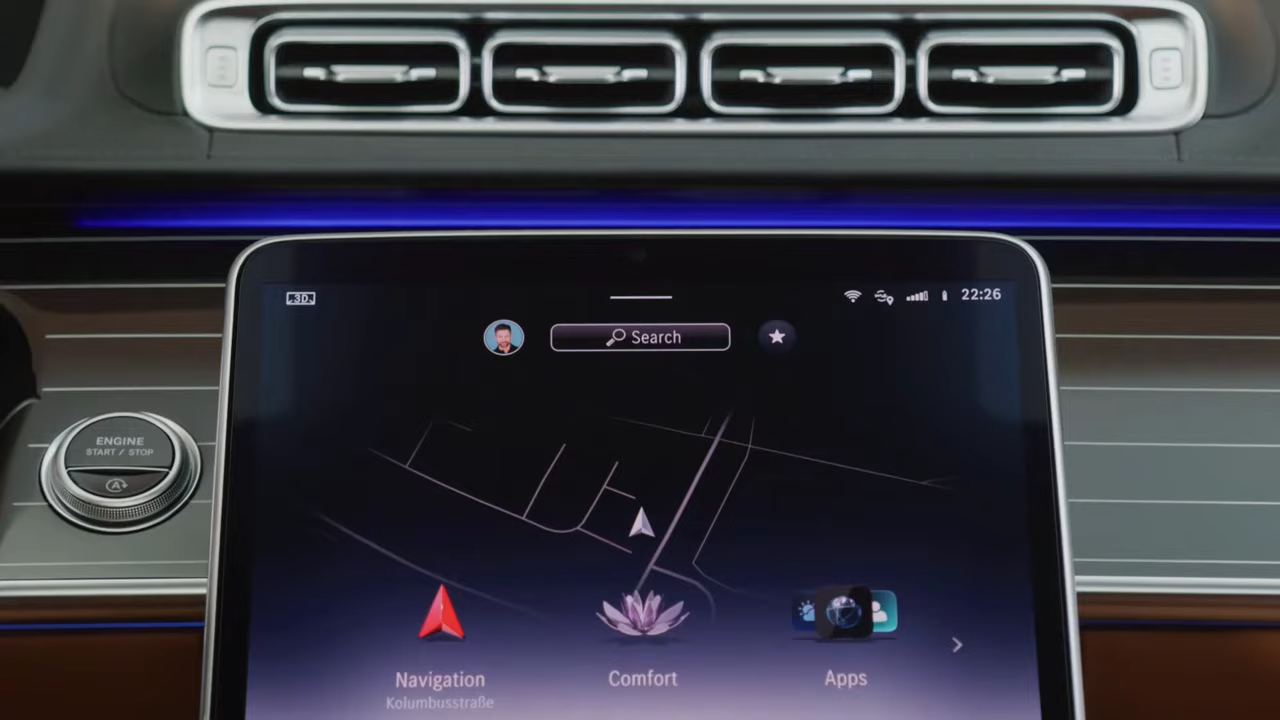 3D
22:26
Search
ENGINE
START / STOP
A
Navigation
Comfort
Apps
Kolumbusstraße